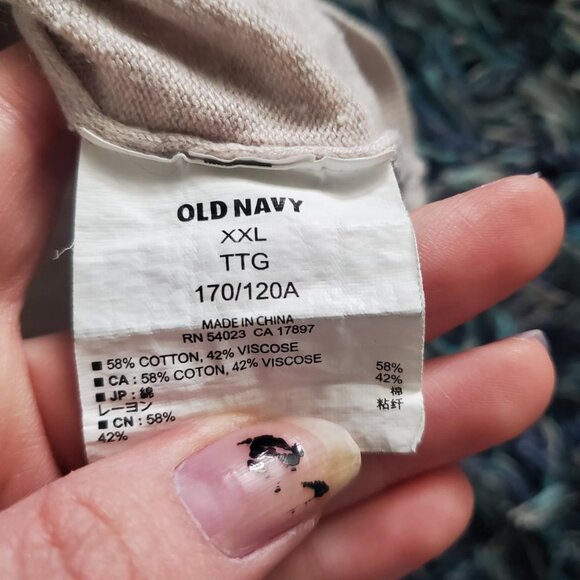 OLD NAVY
XXL
TTG
170/120A
MADE IN CHINA
RN 54023 CA 17897
■ 58% COTTON, 42% VISCOSE
■ CA : 58% COTON, 42% VISCOSE
■ JP : 綿 58%
レーヨン 42%
■ CN : 58% 棉
42% 粘纤